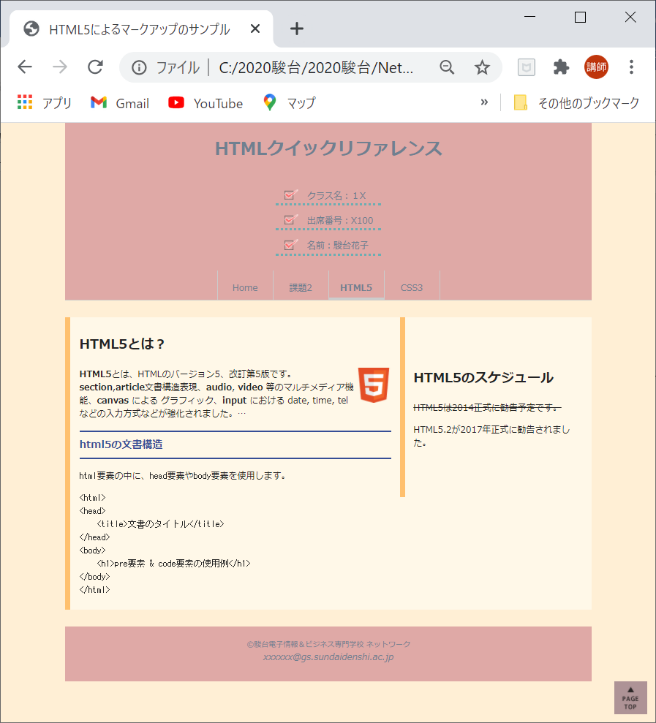 HTML5によるマークアップのサンプル
ファイル | C:/2020駿台/2020駿台/Net...
講師
アプリ Gmail YouTube マップ » その他のブックマーク
HTMLクイックリファレンス
クラス名：１X
出席番号：X100
名前：駿台花子
Home 課題2 HTML5 CSS3
HTML5とは？
HTML5とは、HTMLのバージョン5、改訂第5版です。
section,article文書構造表現、audio, video 等のマルチメディア機
能、canvas による グラフィック、input における date, time, tel
などの入力方式などが強化されました。…
5
html5の文書構造
html要素の中に、head要素やbody要素を使用します。
<html>
<head>
    <title>文書のタイトル</title>
</head>
<body>
    <h1>pre要素 & code要素の使用例</h1>
</body>
</html>
HTML5のスケジュール
HTML5は2014正式に勧告予定です。
HTML5.2が2017年正式に勧告されまし
た。
©駿台電子情報＆ビジネス専門学校 ネットワーク
xxxxxx@gs.sundaidenshi.ac.jp
▲
PAGE
TOP